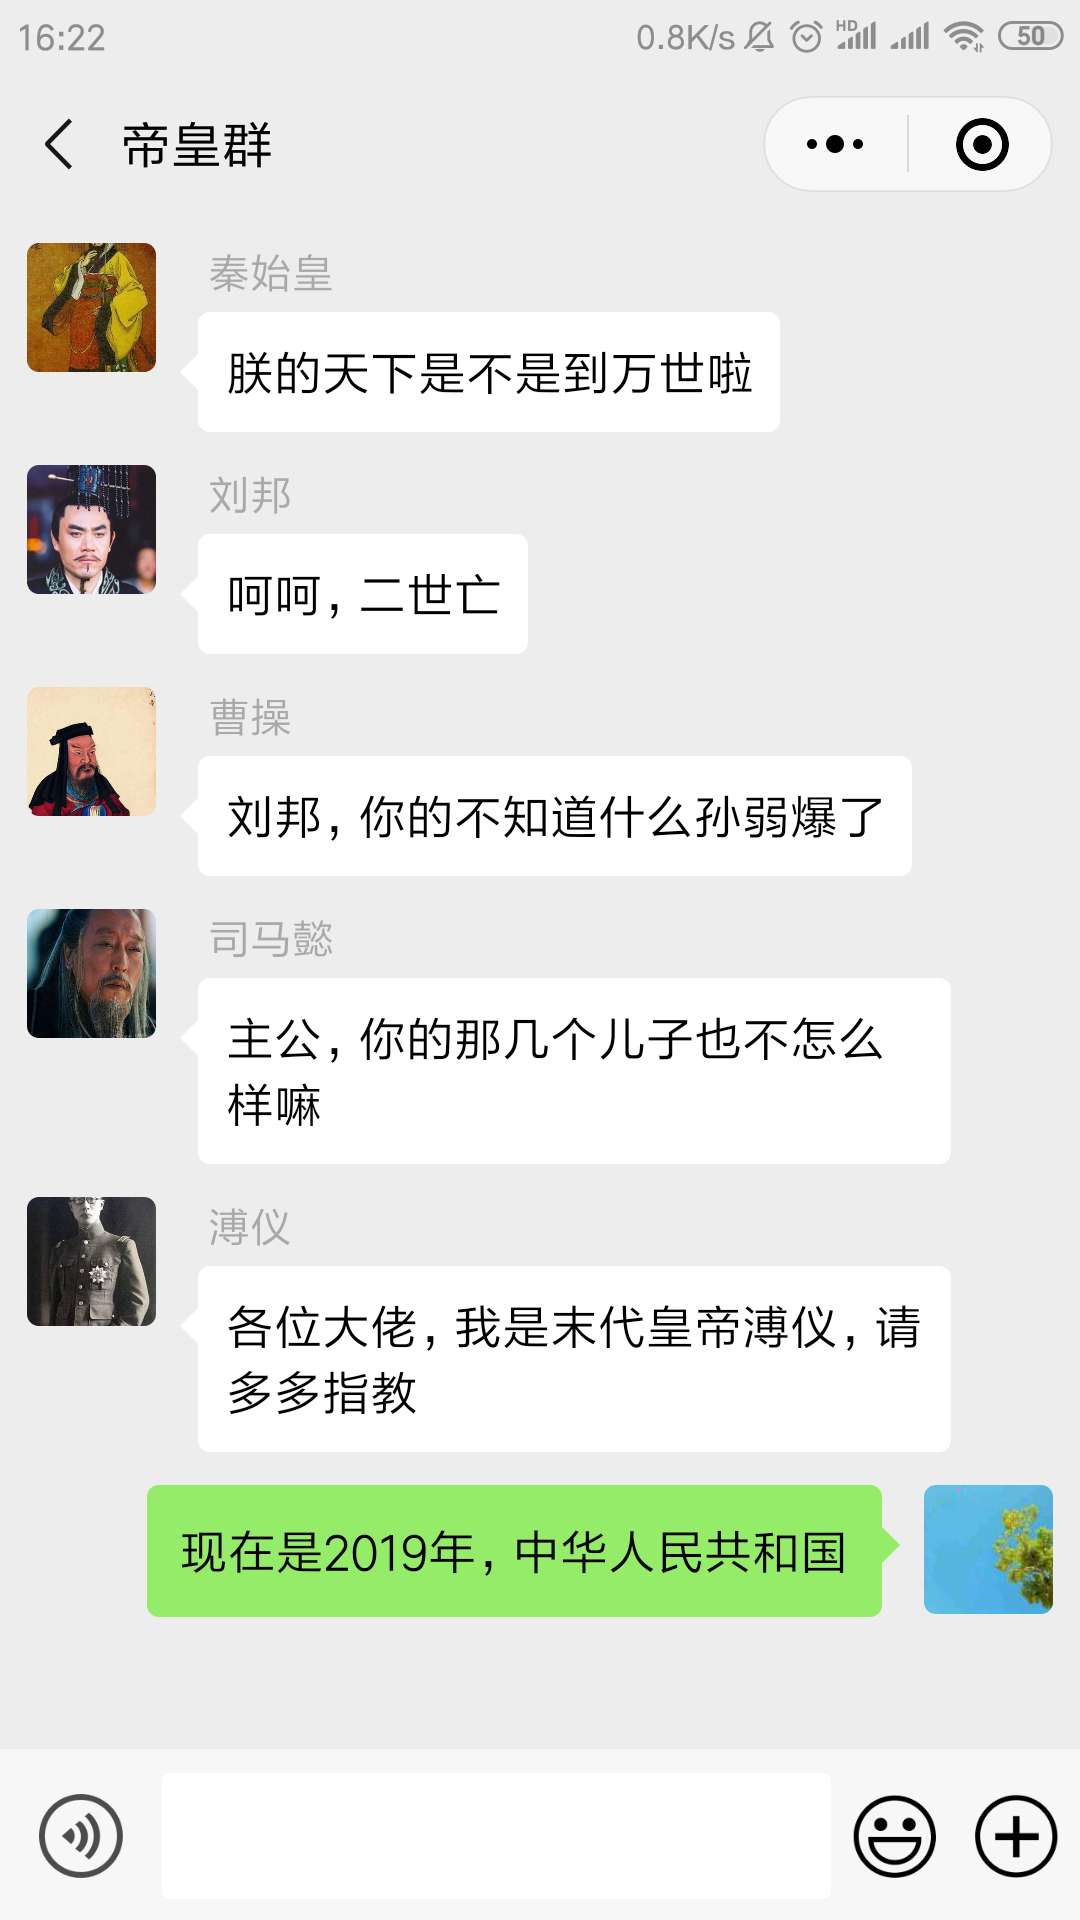 16:22
0.8K/s
HD
50
帝皇群
秦始皇
朕的天下是不是到万世啦
刘邦
呵呵，二世亡
曹操
刘邦，你的不知道什么孙弱爆了
司马懿
主公，你的那几个儿子也不怎么
样嘛
溥仪
各位大佬，我是末代皇帝溥仪，请
多多指教
现在是2019年，中华人民共和国